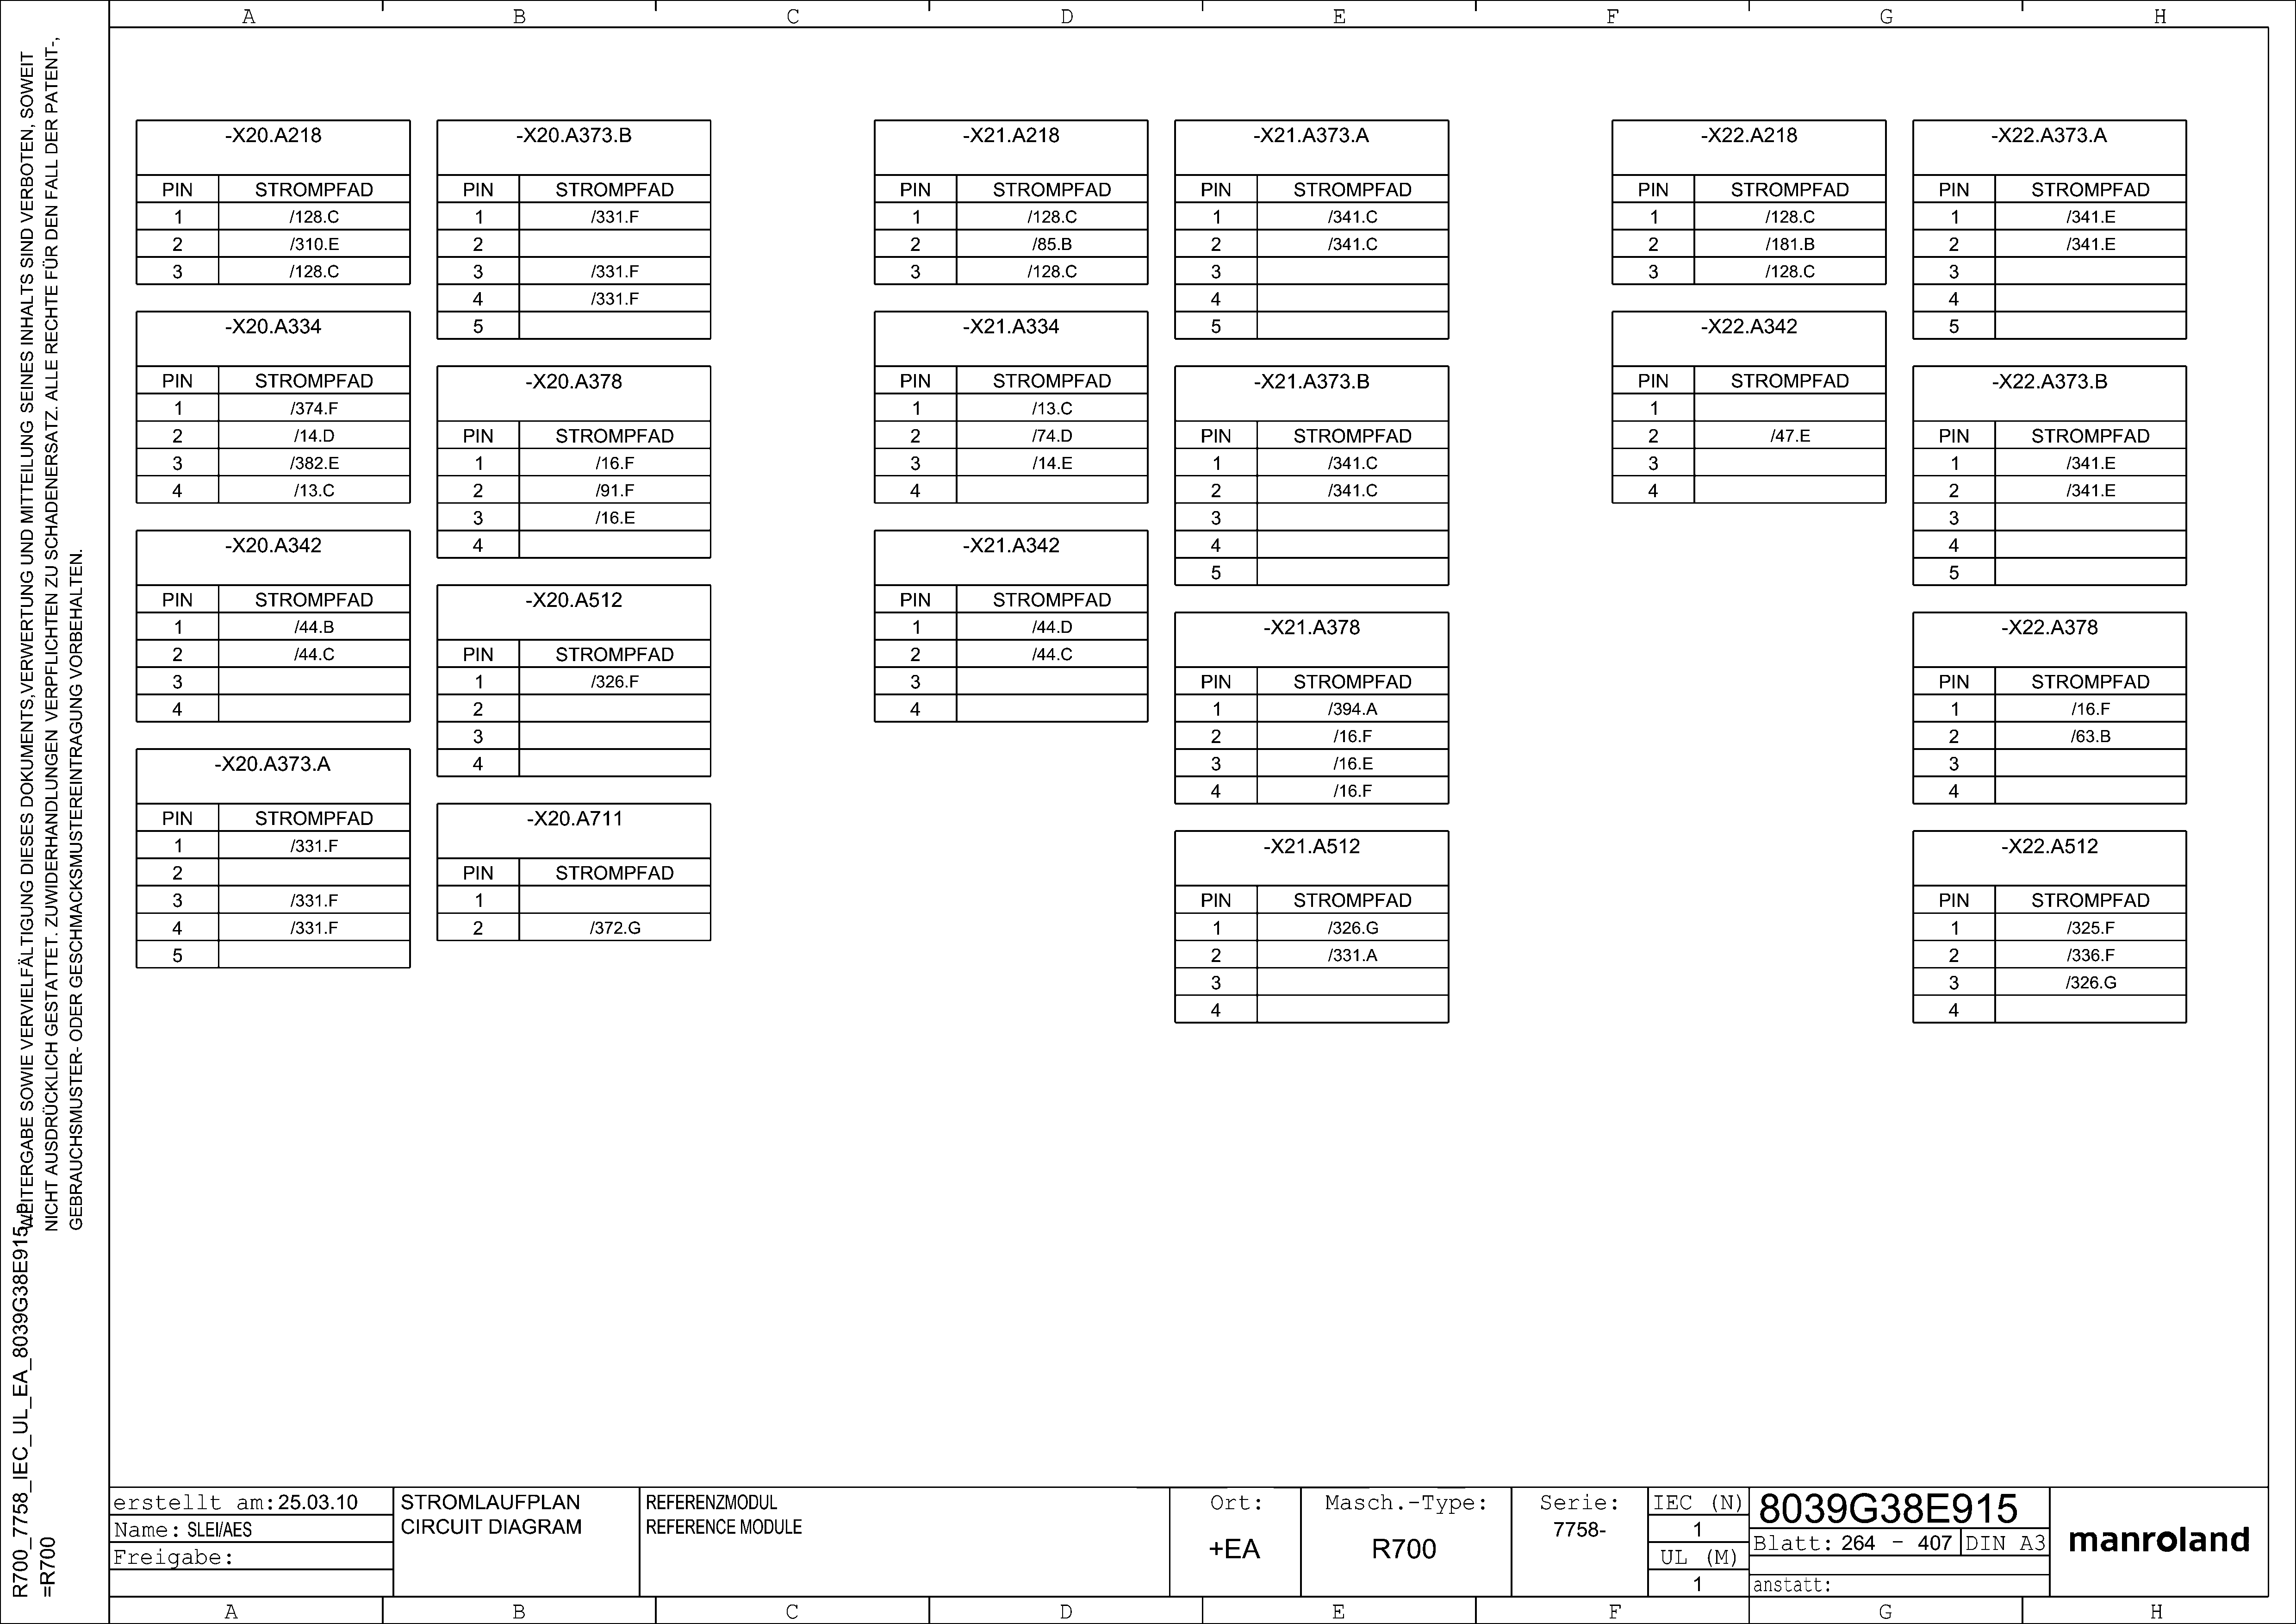 A B C D E F G H
-X20.A218
PIN STROMPFAD
1 /128.C
2 /310.E
3 /128.C
-X20.A334
PIN STROMPFAD
1 /374.F
2 /14.D
3 /382.E
4 /13.C
-X20.A342
PIN STROMPFAD
1 /44.B
2 /44.C
3
4
-X20.A373.A
PIN STROMPFAD
1 /331.F
2
3 /331.F
4 /331.F
5
-X20.A373.B
PIN STROMPFAD
1 /331.F
2
3 /331.F
4 /331.F
5
-X20.A378
PIN STROMPFAD
1 /16.F
2 /91.F
3 /16.E
4
-X20.A512
PIN STROMPFAD
1 /326.F
2
3
4
-X20.A711
PIN STROMPFAD
1
2 /372.G
-X21.A218
PIN STROMPFAD
1 /128.C
2 /85.B
3 /128.C
-X21.A334
PIN STROMPFAD
1 /13.C
2 /74.D
3 /14.E
4
-X21.A342
PIN STROMPFAD
1 /44.D
2 /44.C
3
4
-X21.A373.A
PIN STROMPFAD
1 /341.C
2 /341.C
3
4
5
-X21.A373.B
PIN STROMPFAD
1 /341.C
2 /341.C
3
4
5
-X21.A378
PIN STROMPFAD
1 /394.A
2 /16.F
3 /16.E
4 /16.F
-X21.A512
PIN STROMPFAD
1 /326.G
2 /331.A
3
4
-X22.A218
PIN STROMPFAD
1 /128.C
2 /181.B
3 /128.C
-X22.A342
PIN STROMPFAD
1
2 /47.E
3
4
-X22.A373.A
PIN STROMPFAD
1 /341.E
2 /341.E
3
4
5
-X22.A373.B
PIN STROMPFAD
1 /341.E
2 /341.E
3
4
5
-X22.A378
PIN STROMPFAD
1 /16.F
2 /63.B
3
4
-X22.A512
PIN STROMPFAD
1 /325.F
2 /336.F
3 /326.G
4
WEITERGABE SOWIE VERVIELFÄLTIGUNG DIESES DOKUMENTS,VERWERTUNG UND MITTEILUNG SEINES INHALTS SIND VERBOTEN, SOWEIT
NICHT AUSDRÜCKLICH GESTATTET. ZUWIDERHANDLUNGEN VERPFLICHTEN ZU SCHADENERSATZ. ALLE RECHTE FÜR DEN FALL DER PATENT-,
GEBRAUCHSMUSTER- ODER GESCHMACKSMUSTEREINTRAGUNG VORBEHALTEN.
=R700
erstellt am: 25.03.10
Name: SLEI/AES
Freigabe:
STROMLAUFPLAN
CIRCUIT DIAGRAM
REFERENZMODUL
REFERENCE MODULE
Ort:
+EA
Masch.-Type:
R700
Serie:
7758-
IEC (N)
1
UL (M)
1
8039G38E915
Blatt: 264 - 407 DIN A3
anstatt:
manroland
A B C D E F G H